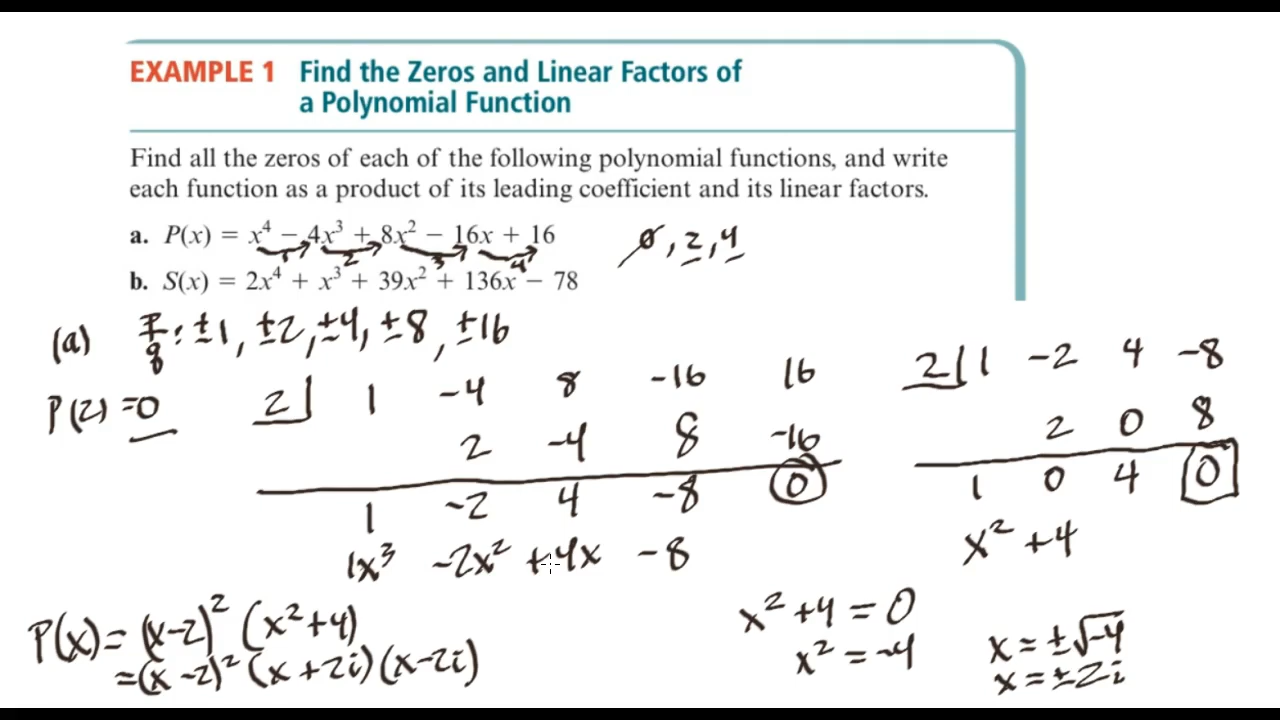 EXAMPLE 1 Find the Zeros and Linear Factors of
a Polynomial Function
Find all the zeros of each of the following polynomial functions, and write
each function as a product of its leading coefficient and its linear factors.
a. P(x) = x⁴ − 4x³ + 8x² − 16x + 16
1 2 3 4
0, 2, 4
b. S(x) = 2x⁴ + x³ + 39x² + 136x − 78
(a) P/q: ±1, ±2, ±4, ±8, ±16
P(2) = 0
2| 1 -4 8 -16 16
2 -4 8 -16
1 -2 4 -8 0
1x³ -2x² +4x -8
2| 1 -2 4 -8
2 0 8
1 0 4 0
x² + 4
P(x) = (x-2)² (x²+4)
= (x-2)² (x+2i)(x-2i)
x² + 4 = 0
x² = -4
x = ±√-4
x = ±2i